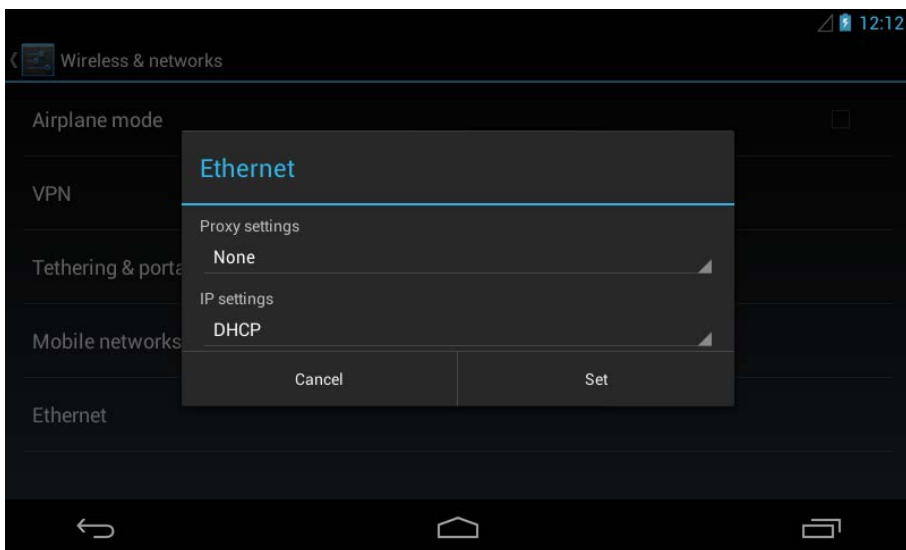 12:12
Wireless & networks
Airplane mode
VPN
Tethering & porta
Mobile networks
Ethernet
Ethernet
Proxy settings
None
IP settings
DHCP
Cancel
Set